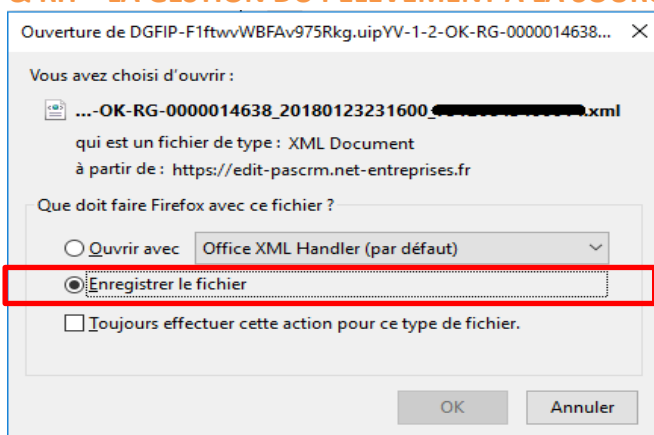 Ouverture de DGFIP-F1ftwvWBFAv975Rkg.uipYV-1-2-OK-RG-0000014638...
Vous avez choisi d'ouvrir :
...-OK-RG-0000014638_20180123231600_ .xml
qui est un fichier de type : XML Document
à partir de : https://edit-pascrm.net-entreprises.fr
Que doit faire Firefox avec ce fichier ?
Ouvrir avec Office XML Handler (par défaut)
Enregistrer le fichier
Toujours effectuer cette action pour ce type de fichier.
OK Annuler